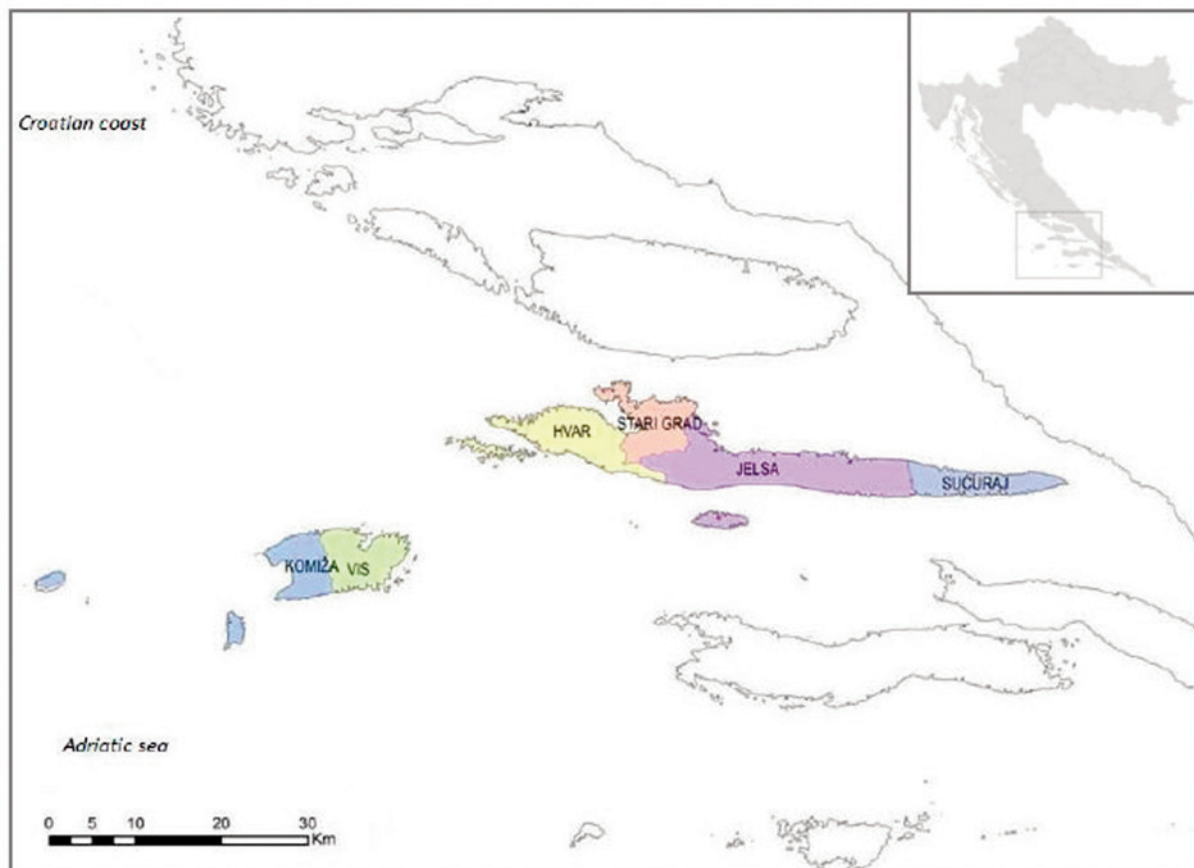 Croatian coast
STARI GRAD
HVAR
JELSA
SUĆURAJ
KOMIŽA
VIS
Adriatic sea
0 5 10 20 30
Km